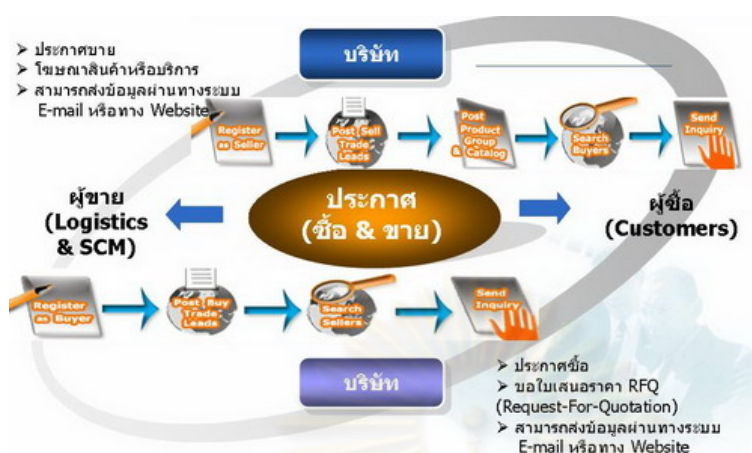 ➢ ประกาศขาย
➢ โฆษณาสินค้าหรือบริการ
➢ สามารถส่งข้อมูลผ่านทางระบบ
E-mail หรือทาง Website
บริษัท
Register
as Seller
Post Sell
Trade
Leads
Post
Product
Group
& Catalog
Search
Buyers
Send
Inquiry
ผู้ขาย
(Logistics
& SCM)
ประกาศ
(ซื้อ & ขาย)
ผู้ซื้อ
(Customers)
Register
as Buyer
Post Buy
Trade
Leads
Search
Sellers
Send
Inquiry
บริษัท
➢ ประกาศซื้อ
➢ ขอใบเสนอราคา RFQ
(Request-For-Quotation)
➢ สามารถส่งข้อมูลผ่านทางระบบ
E-mail หรือทาง Website